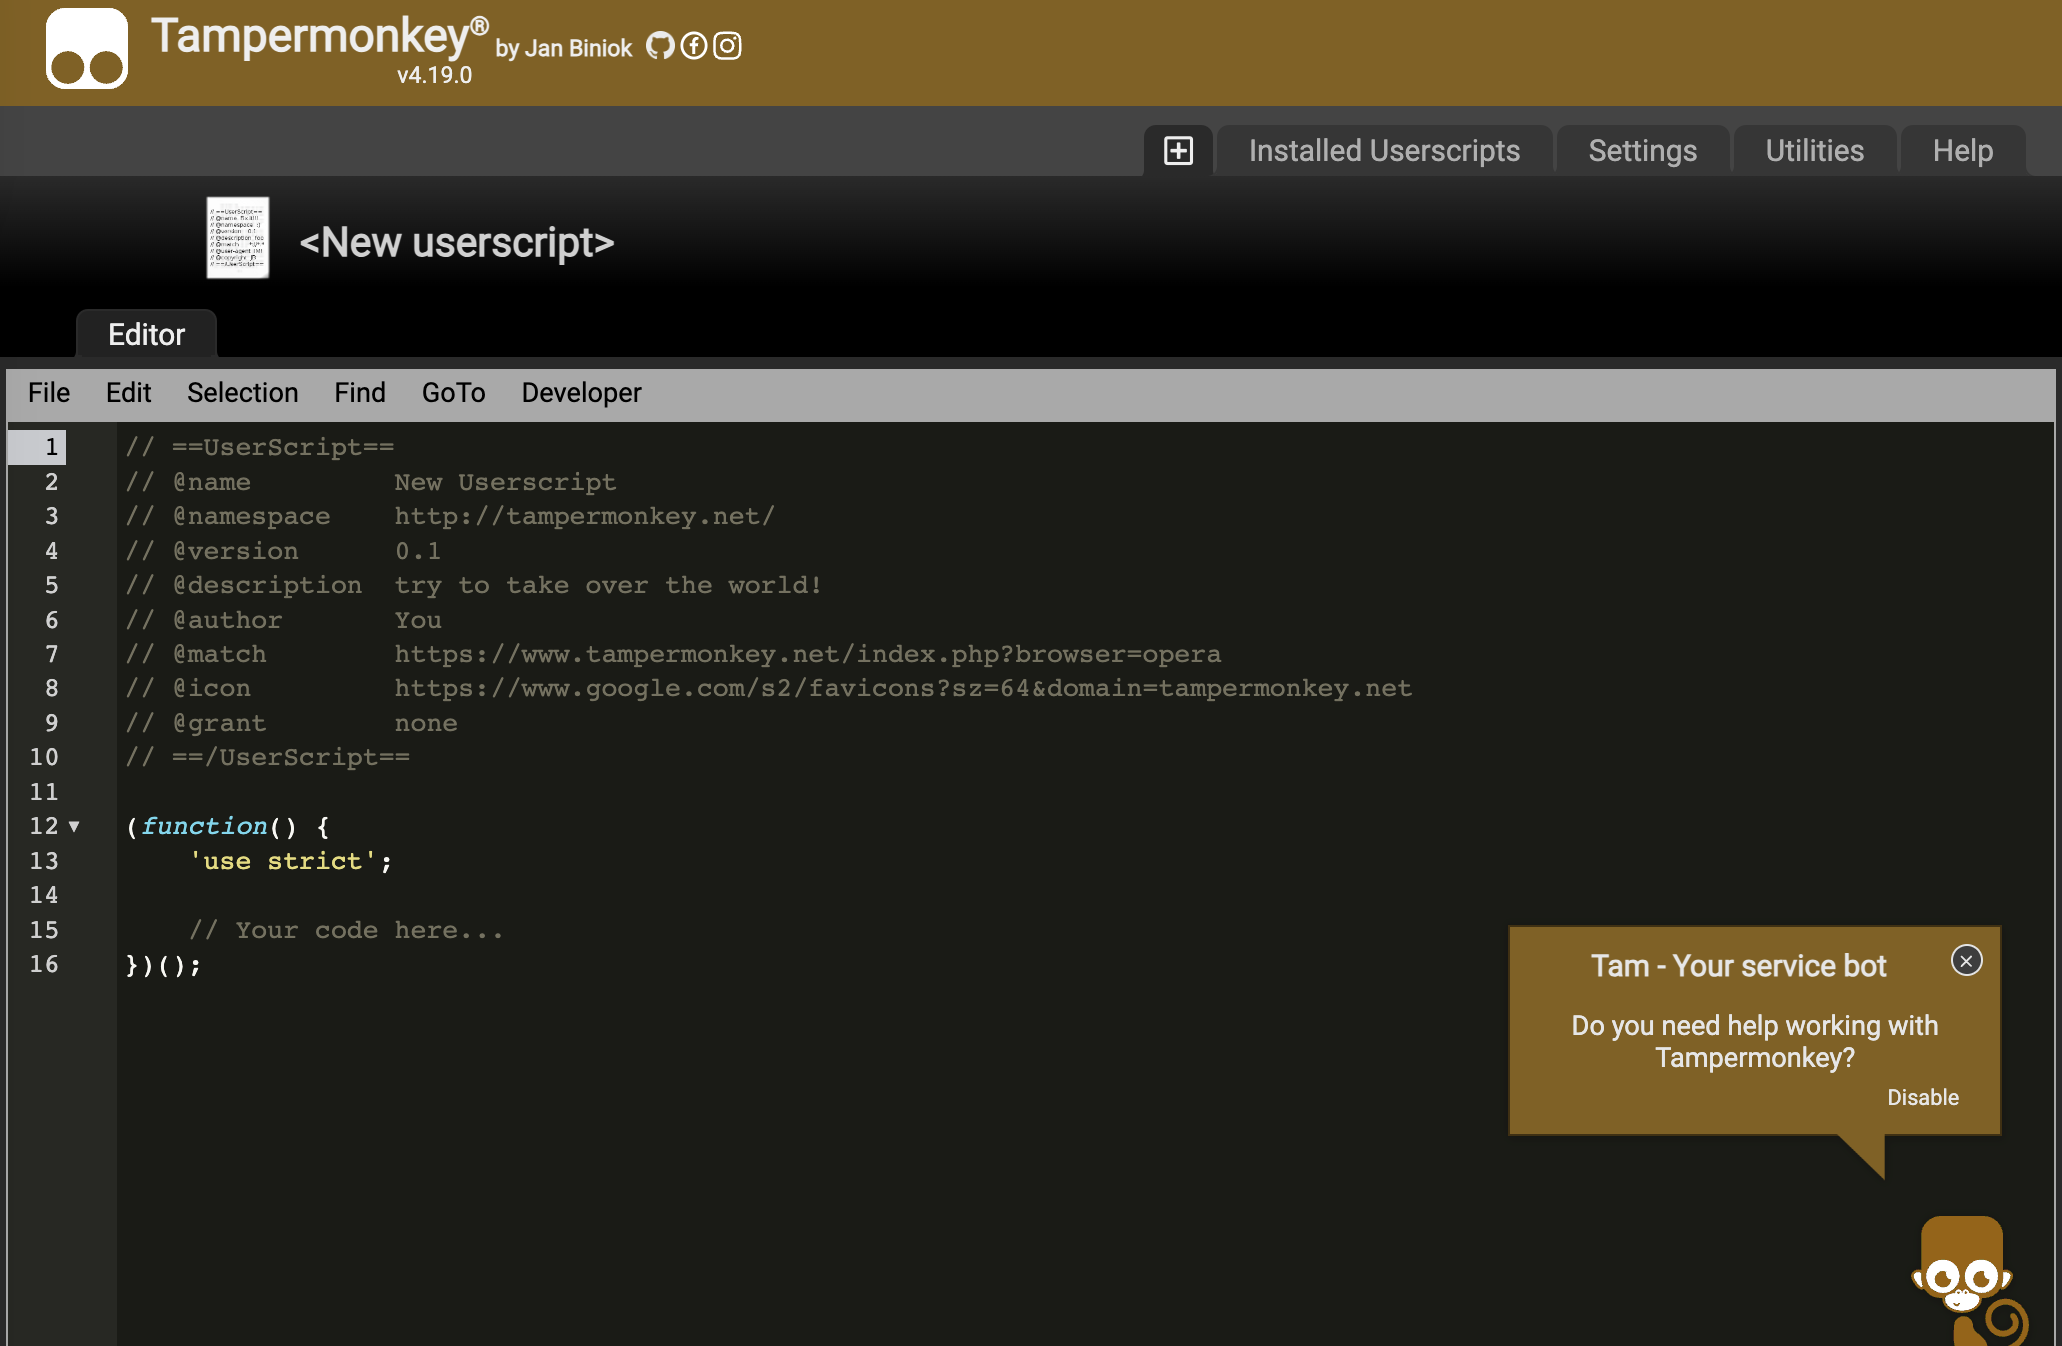 Tampermonkey® by Jan Biniok
v4.19.0
Installed Userscripts Settings Utilities Help
<New userscript>
Editor
File Edit Selection Find GoTo Developer
1 // ==UserScript==
2 // @name         New Userscript
3 // @namespace    http://tampermonkey.net/
4 // @version      0.1
5 // @description  try to take over the world!
6 // @author       You
7 // @match        https://www.tampermonkey.net/index.php?browser=opera
8 // @icon         https://www.google.com/s2/favicons?sz=64&domain=tampermonkey.net
9 // @grant        none
10 // ==/UserScript==
11
12 (function() {
13     'use strict';
14
15     // Your code here...
16 })();
Tam - Your service bot
Do you need help working with
Tampermonkey?
Disable